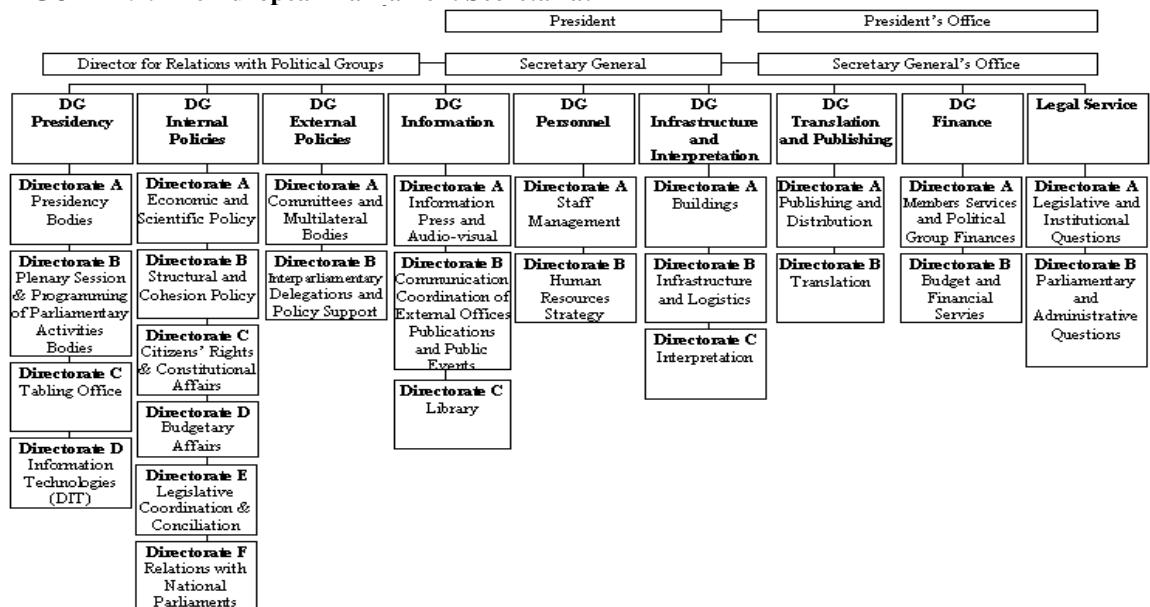 President
President's Office
Director for Relations with Political Groups
Secretary General
Secretary General's Office
DG
Presidency
DG
Internal
Policies
DG
External
Policies
DG
Information
DG
Personnel
DG
Infrastructure
and
Interpretation
DG
Translation
and Publishing
DG
Finance
Legal Service
Directorate A
Presidency
Bodies
Directorate B
Plenary Session
& Programming
of Parliamentary
Activities
Bodies
Directorate C
Tabling Office
Directorate D
Information
Technologies
(DIT)
Directorate A
Economic and
Scientific Policy
Directorate B
Structural and
Cohesion Policy
Directorate C
Citizens' Rights
& Constitutional
Affairs
Directorate D
Budgetary
Affairs
Directorate E
Legislative
Coordination &
Conciliation
Directorate F
Relations with
National
Parliaments
Directorate A
Committees and
Multilateral
Bodies
Directorate B
Interparliamentary
Delegations and
Policy Support
Directorate A
Information
Press and
Audio-visual
Directorate B
Communication
Coordination of
External Offices
Publications
and Public
Events
Directorate C
Library
Directorate A
Staff
Management
Directorate B
Human
Resources
Strategy
Directorate A
Buildings
Directorate B
Infrastructure
and Logistics
Directorate C
Interpretation
Directorate A
Publishing and
Distribution
Directorate B
Translation
Directorate A
Members Services
and Political
Group Finances
Directorate B
Budget and
Financial
Servies
Directorate A
Legislative and
Institutional
Questions
Directorate B
Parliamentary
and
Administrative
Questions